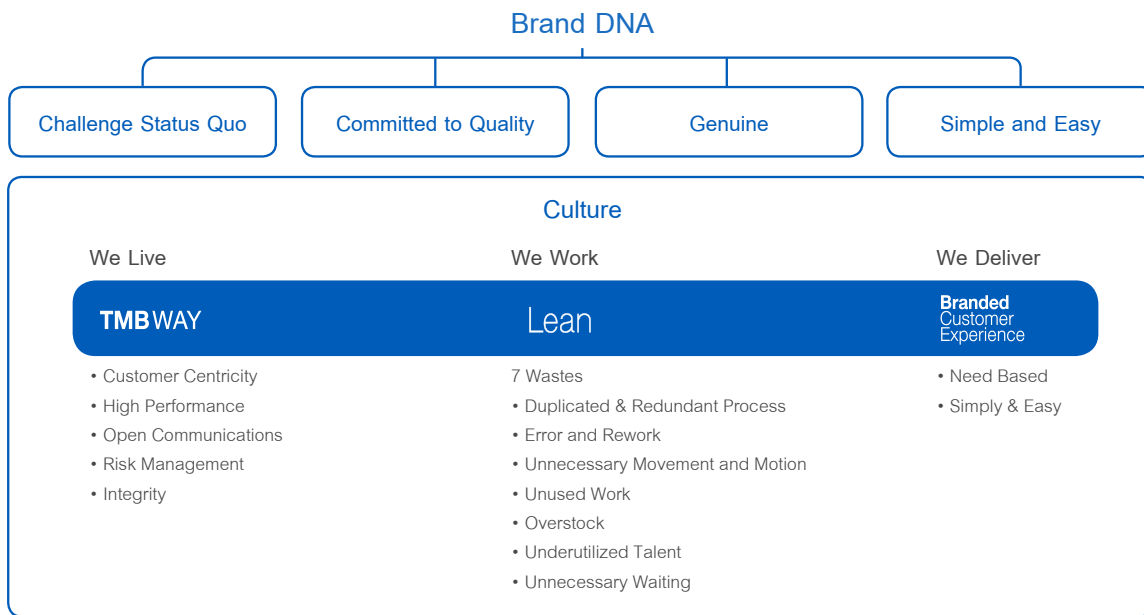 Brand DNA
Challenge Status Quo
Committed to Quality
Genuine
Simple and Easy
Culture
We Live
TMBWAY
• Customer Centricity
• High Performance
• Open Communications
• Risk Management
• Integrity
We Work
Lean
7 Wastes
• Duplicated & Redundant Process
• Error and Rework
• Unnecessary Movement and Motion
• Unused Work
• Overstock
• Underutilized Talent
• Unnecessary Waiting
We Deliver
Branded
Customer
Experience
• Need Based
• Simply & Easy